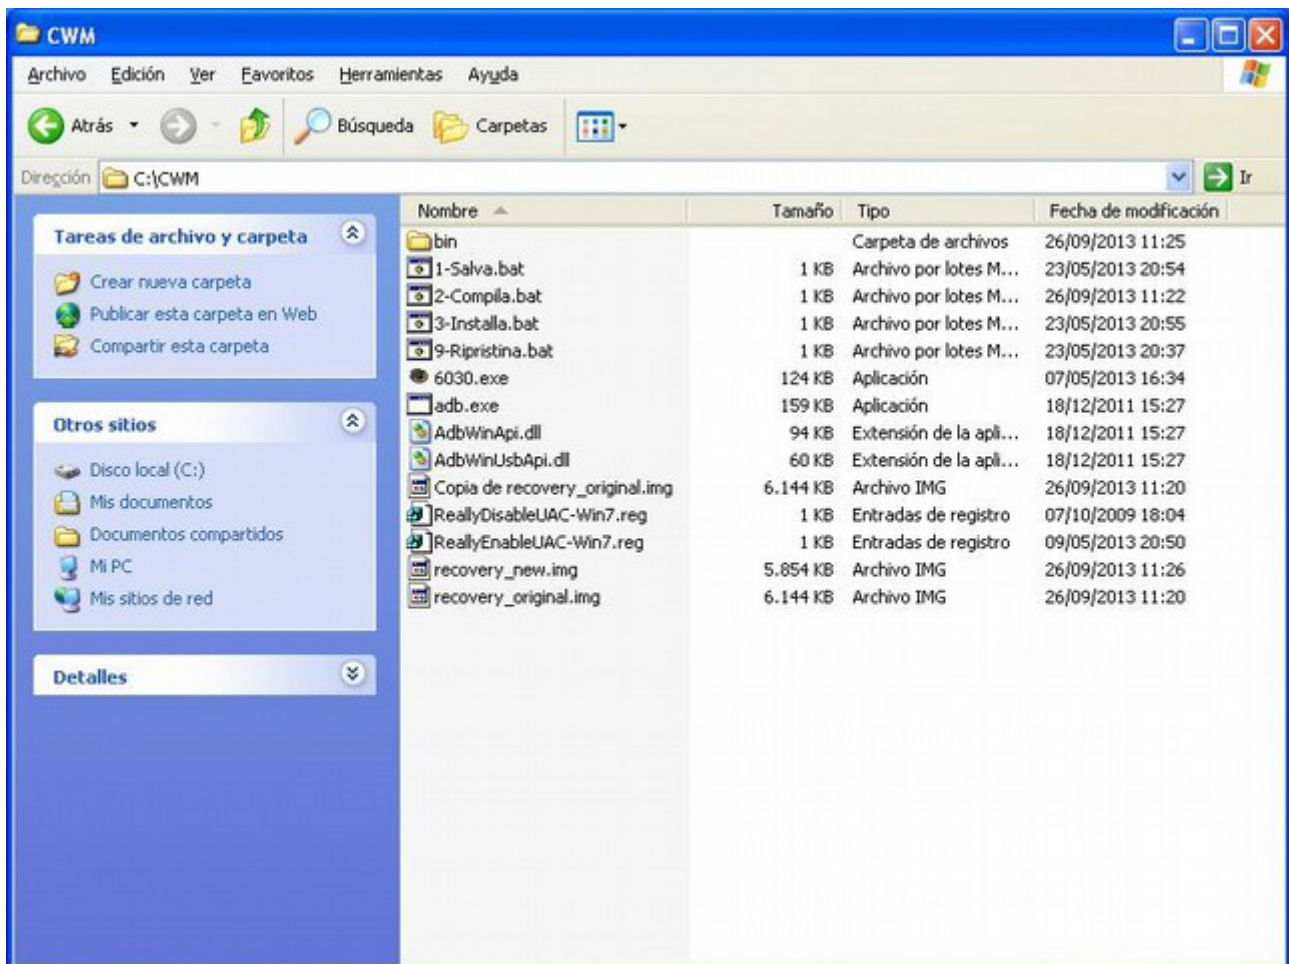 CWM
Archivo Edición Ver Favoritos Herramientas Ayuda
Atrás Búsqueda Carpetas
Dirección C:\CWM Ir
Tareas de archivo y carpeta
Crear nueva carpeta
Publicar esta carpeta en Web
Compartir esta carpeta
Otros sitios
Disco local (C:)
Mis documentos
Documentos compartidos
Mi PC
Mis sitios de red
Detalles
Nombre Tamaño Tipo Fecha de modificación
bin Carpeta de archivos 26/09/2013 11:25
1-Salva.bat 1 KB Archivo por lotes M... 23/05/2013 20:54
2-Compila.bat 1 KB Archivo por lotes M... 26/09/2013 11:22
3-Installa.bat 1 KB Archivo por lotes M... 23/05/2013 20:55
9-Ripristina.bat 1 KB Archivo por lotes M... 23/05/2013 20:37
6030.exe 124 KB Aplicación 07/05/2013 16:34
adb.exe 159 KB Aplicación 18/12/2011 15:27
AdbWinApi.dll 94 KB Extensión de la apli... 18/12/2011 15:27
AdbWinUsbApi.dll 60 KB Extensión de la apli... 18/12/2011 15:27
Copia de recovery_original.img 6.144 KB Archivo IMG 26/09/2013 11:20
ReallyDisableUAC-Win7.reg 1 KB Entradas de registro 07/10/2009 18:04
ReallyEnableUAC-Win7.reg 1 KB Entradas de registro 09/05/2013 20:50
recovery_new.img 5.854 KB Archivo IMG 26/09/2013 11:26
recovery_original.img 6.144 KB Archivo IMG 26/09/2013 11:20